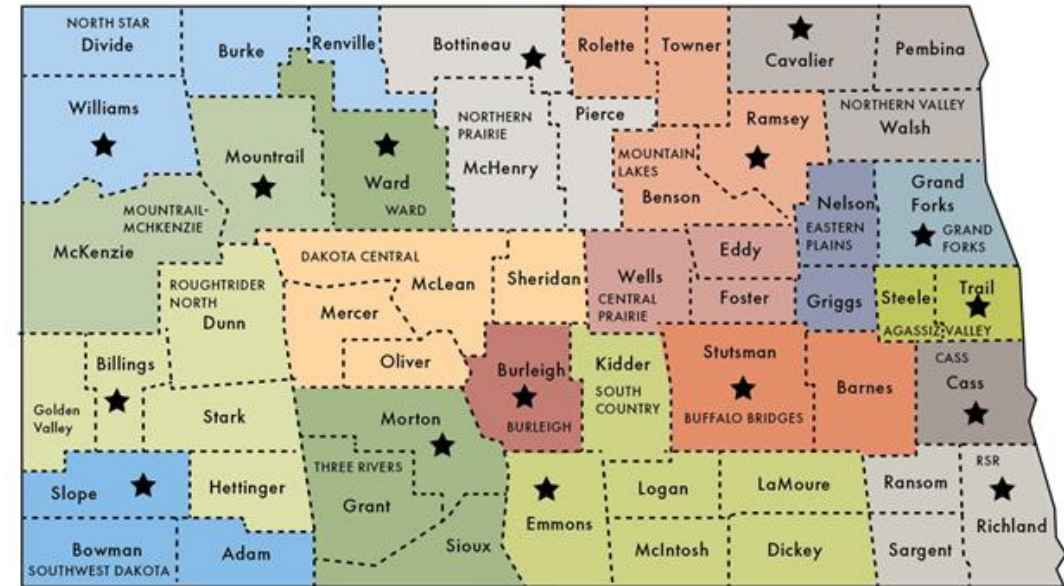 NORTH STAR
Divide
Burke
Renville
Bottineau
Rolette
Towner
Cavalier
Pembina
Williams
Mountrail
Ward
WARD
NORTHERN
PRAIRIE
McHenry
Pierce
MOUNTAIN
LAKES
Benson
Ramsey
NORTHERN VALLEY
Walsh
MOUNTRAIL-
MCHKENZIE
McKenzie
Nelson
EASTERN
PLAINS
Grand
Forks
GRAND
FORKS
ROUGHTRIDER
NORTH
Dunn
DAKOTA CENTRAL
McLean
Mercer
Oliver
Sheridan
Wells
CENTRAL
PRAIRIE
Eddy
Foster
Griggs
Steele
Trail
AGASSIZ VALLEY
Billings
Golden
Valley
Stark
Burleigh
BURLEIGH
Kidder
SOUTH
COUNTRY
Stutsman
BUFFALO BRIDGES
Barnes
CASS
Cass
Morton
THREE RIVERS
Grant
Sioux
Slope
Hettinger
Bowman
SOUTHWEST DAKOTA
Adam
Emmons
Logan
LaMoure
McIntosh
Dickey
Ransom
Sargent
RSR
Richland